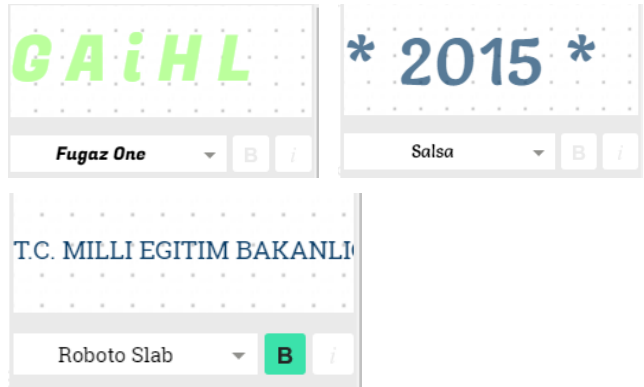 GAiHL
Fugaz One B i
* 2015 *
Salsa B i
T.C. MILLI EGITIM BAKANLI
Roboto Slab B i